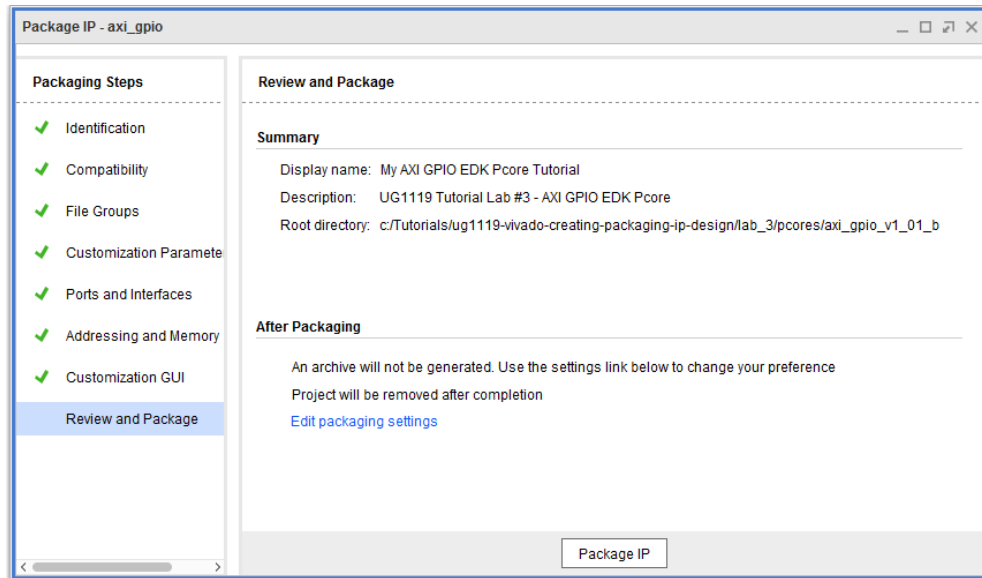 Package IP - axi_gpio
Packaging Steps
Identification
Compatibility
File Groups
Customization Paramete
Ports and Interfaces
Addressing and Memory
Customization GUI
Review and Package
Review and Package
Summary
Display name: My AXI GPIO EDK Pcore Tutorial
Description: UG1119 Tutorial Lab #3 - AXI GPIO EDK Pcore
Root directory: c:/Tutorials/ug1119-vivado-creating-packaging-ip-design/lab_3/pcores/axi_gpio_v1_01_b
After Packaging
An archive will not be generated. Use the settings link below to change your preference
Project will be removed after completion
Edit packaging settings
Package IP